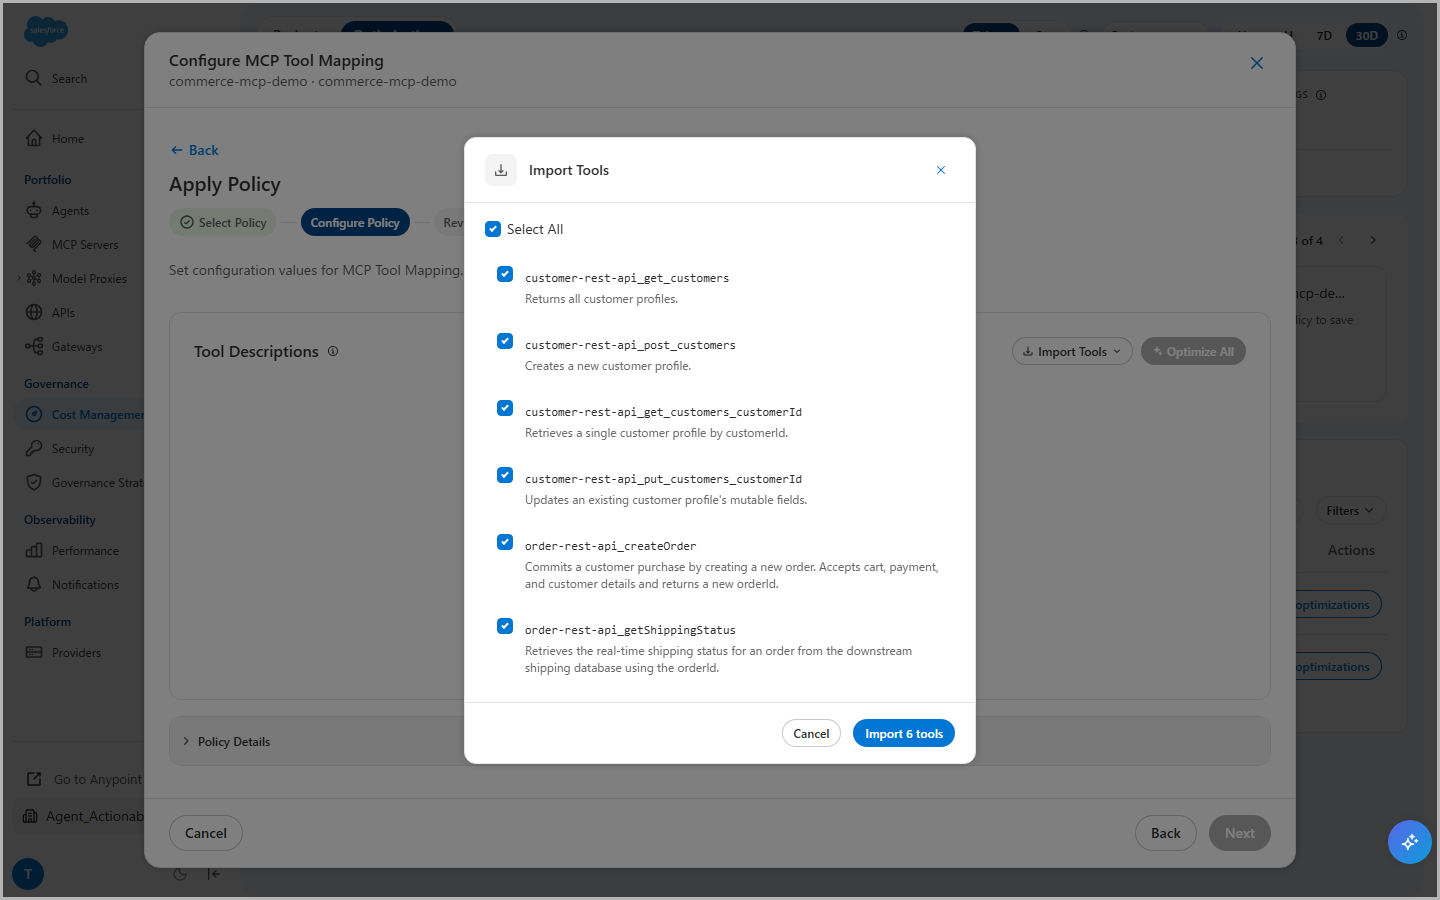 salesforce
Search
Home
Portfolio
Agents
MCP Servers
Model Proxies
APIs
Gateways
Governance
Cost Managemen
Security
Governance Strat
Observability
Performance
Notifications
Platform
Providers
Go to Anypoint
Agent_Actionab
T
7D
30D
Configure MCP Tool Mapping
commerce-mcp-demo · commerce-mcp-demo
Back
Apply Policy
Select Policy
Configure Policy
Rev
Set configuration values for MCP Tool Mapping.
Tool Descriptions
Import Tools
Optimize All
Policy Details
Cancel
Back
Next
Import Tools
Select All
customer-rest-api_get_customers
Returns all customer profiles.
customer-rest-api_post_customers
Creates a new customer profile.
customer-rest-api_get_customers_customerId
Retrieves a single customer profile by customerId.
customer-rest-api_put_customers_customerId
Updates an existing customer profile's mutable fields.
order-rest-api_createOrder
Commits a customer purchase by creating a new order. Accepts cart, payment,
and customer details and returns a new orderId.
order-rest-api_getShippingStatus
Retrieves the real-time shipping status for an order from the downstream
shipping database using the orderId.
Cancel
Import 6 tools
of 4
mcp-de...
licy to save
Filters
Actions
optimizations
optimizations